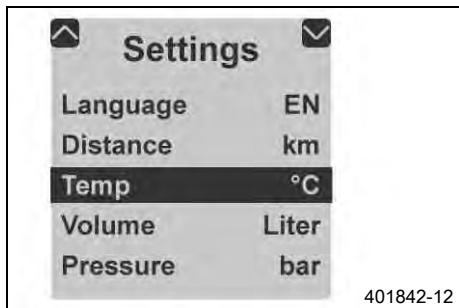 Settings
Language EN
Distance km
Temp °C
Volume Liter
Pressure bar
401842-12